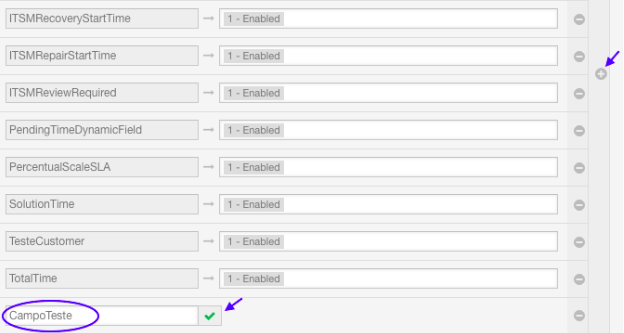 ITSMRecoveryStartTime → 1 - Enabled
ITSMRepairStartTime → 1 - Enabled
ITSMReviewRequired → 1 - Enabled
PendingTimeDynamicField → 1 - Enabled
PercentualScaleSLA → 1 - Enabled
SolutionTime → 1 - Enabled
TesteCustomer → 1 - Enabled
TotalTime → 1 - Enabled
CampoTeste